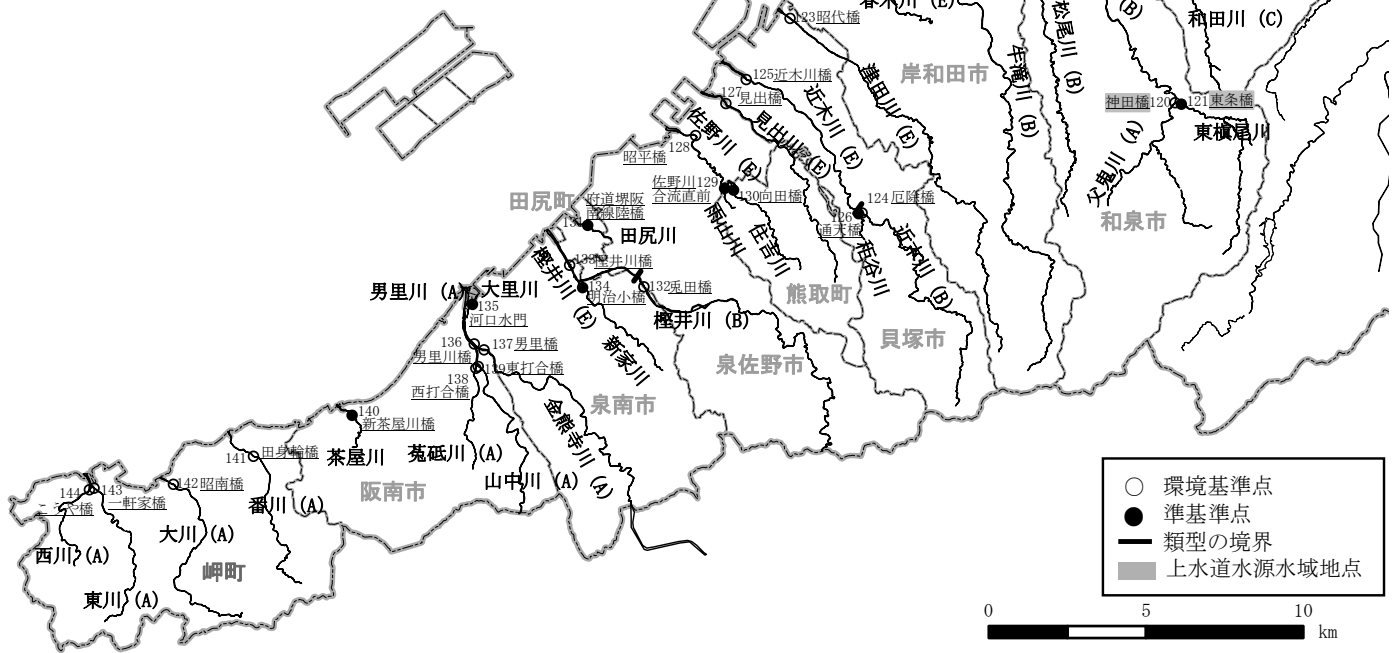 春木川 (E)
123昭代橋
松尾川 (B)
(B)
和田川 (C)
岸和田市
牛滝川 (B)
津田川 (E)
125近木川橋
近木川 (E)
127
見出橋
見出川 (E)
神田橋120
121東条橋
東槇尾川
父鬼川 (A)
和泉市
佐野川 (B)
128
昭平橋
佐野川129
合流直前
130向田橋
雨山川
住吉川
124 厄除橋
126
通天橋
秬谷川
近木川 (B)
熊取町
貝塚市
田尻町
府道堺阪
南線陸橋
田尻川
133樫井川橋
樫井川 (E)
134
明治小橋
132兎田橋
樫井川 (B)
新家川
泉佐野市
泉南市
男里川 (A)
大里川
135
河口水門
136
男里川橋
137男里橋
139東打合橋
138
西打合橋
金熊寺川 (A)
菟砥川 (A)
山中川 (A)
140
新茶屋川橋
茶屋川
阪南市
141
田身輪橋
番川 (A)
142昭南橋
大川 (A)
岬町
143
一軒家橋
144
こうや橋
西川 (A)
東川 (A)
環境基準点
準基準点
類型の境界
上水道水源水域地点
0 5 10
km